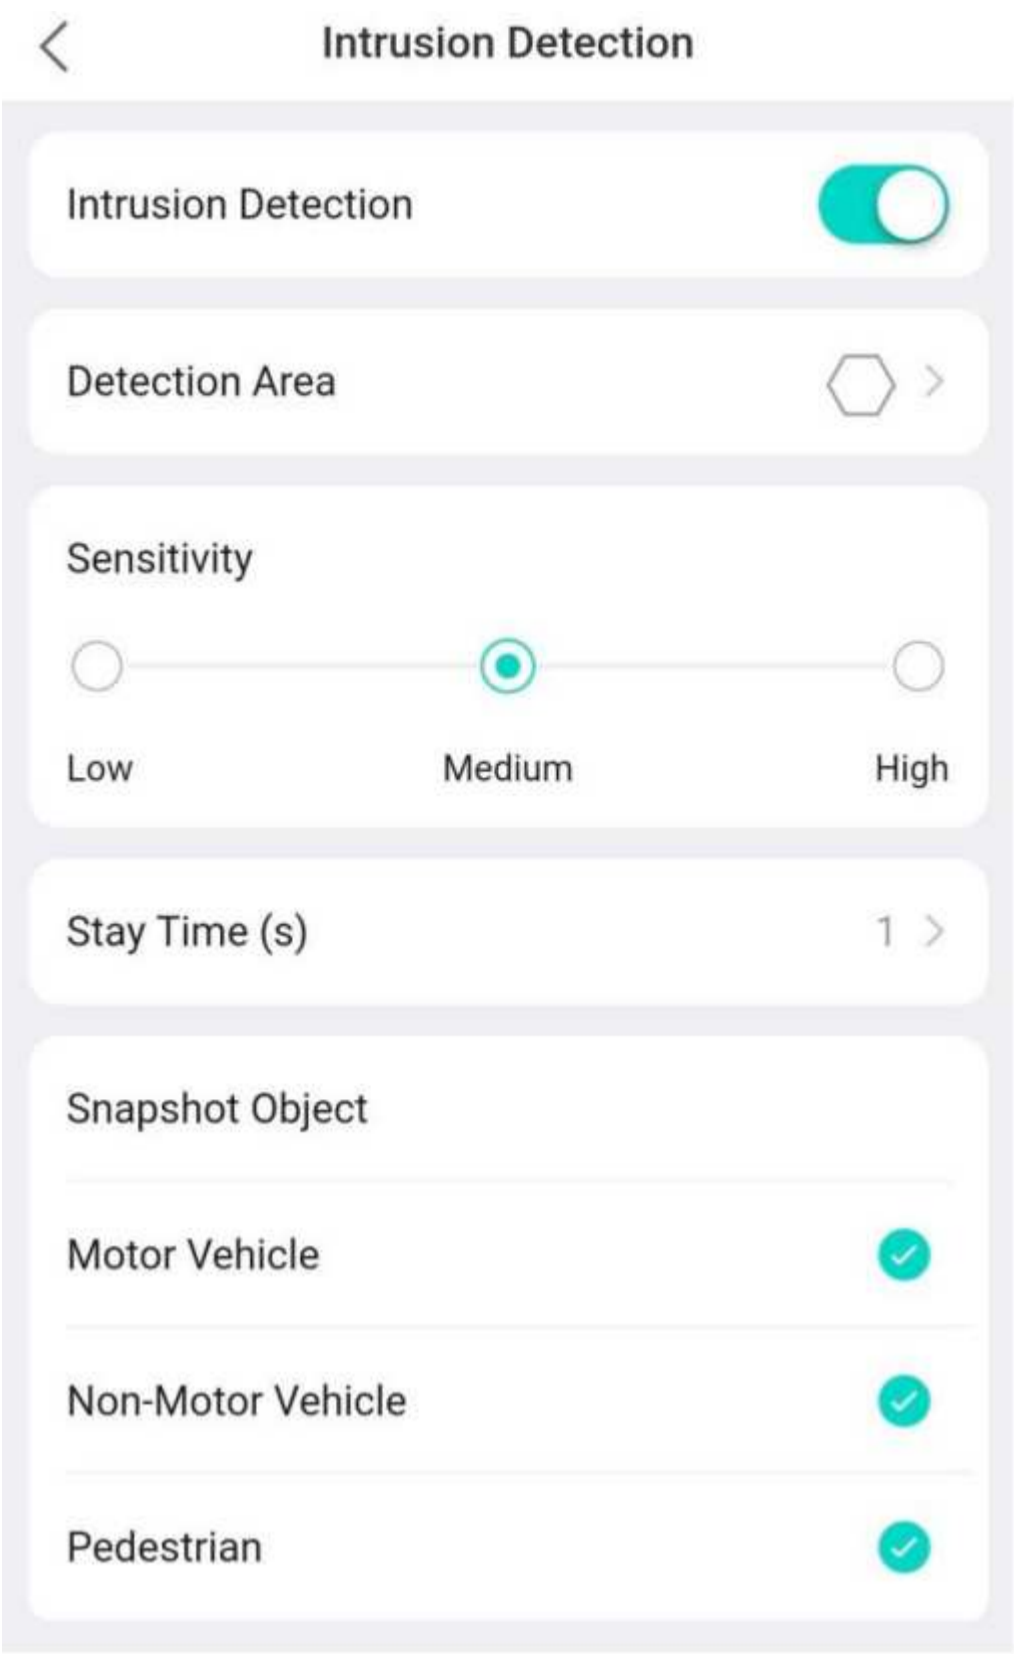 Intrusion Detection
Intrusion Detection
Detection Area
Sensitivity
Low Medium High
Stay Time (s) 1
Snapshot Object
Motor Vehicle
Non-Motor Vehicle
Pedestrian